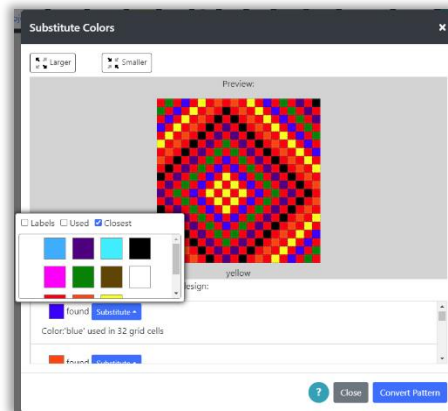 Substitute Colors
×
Larger
Smaller
Preview:
Labels Used Closest
yellow
design:
found Substitute
Color:'blue' used in 32 grid cells
found Substitute
?
Close
Convert Pattern